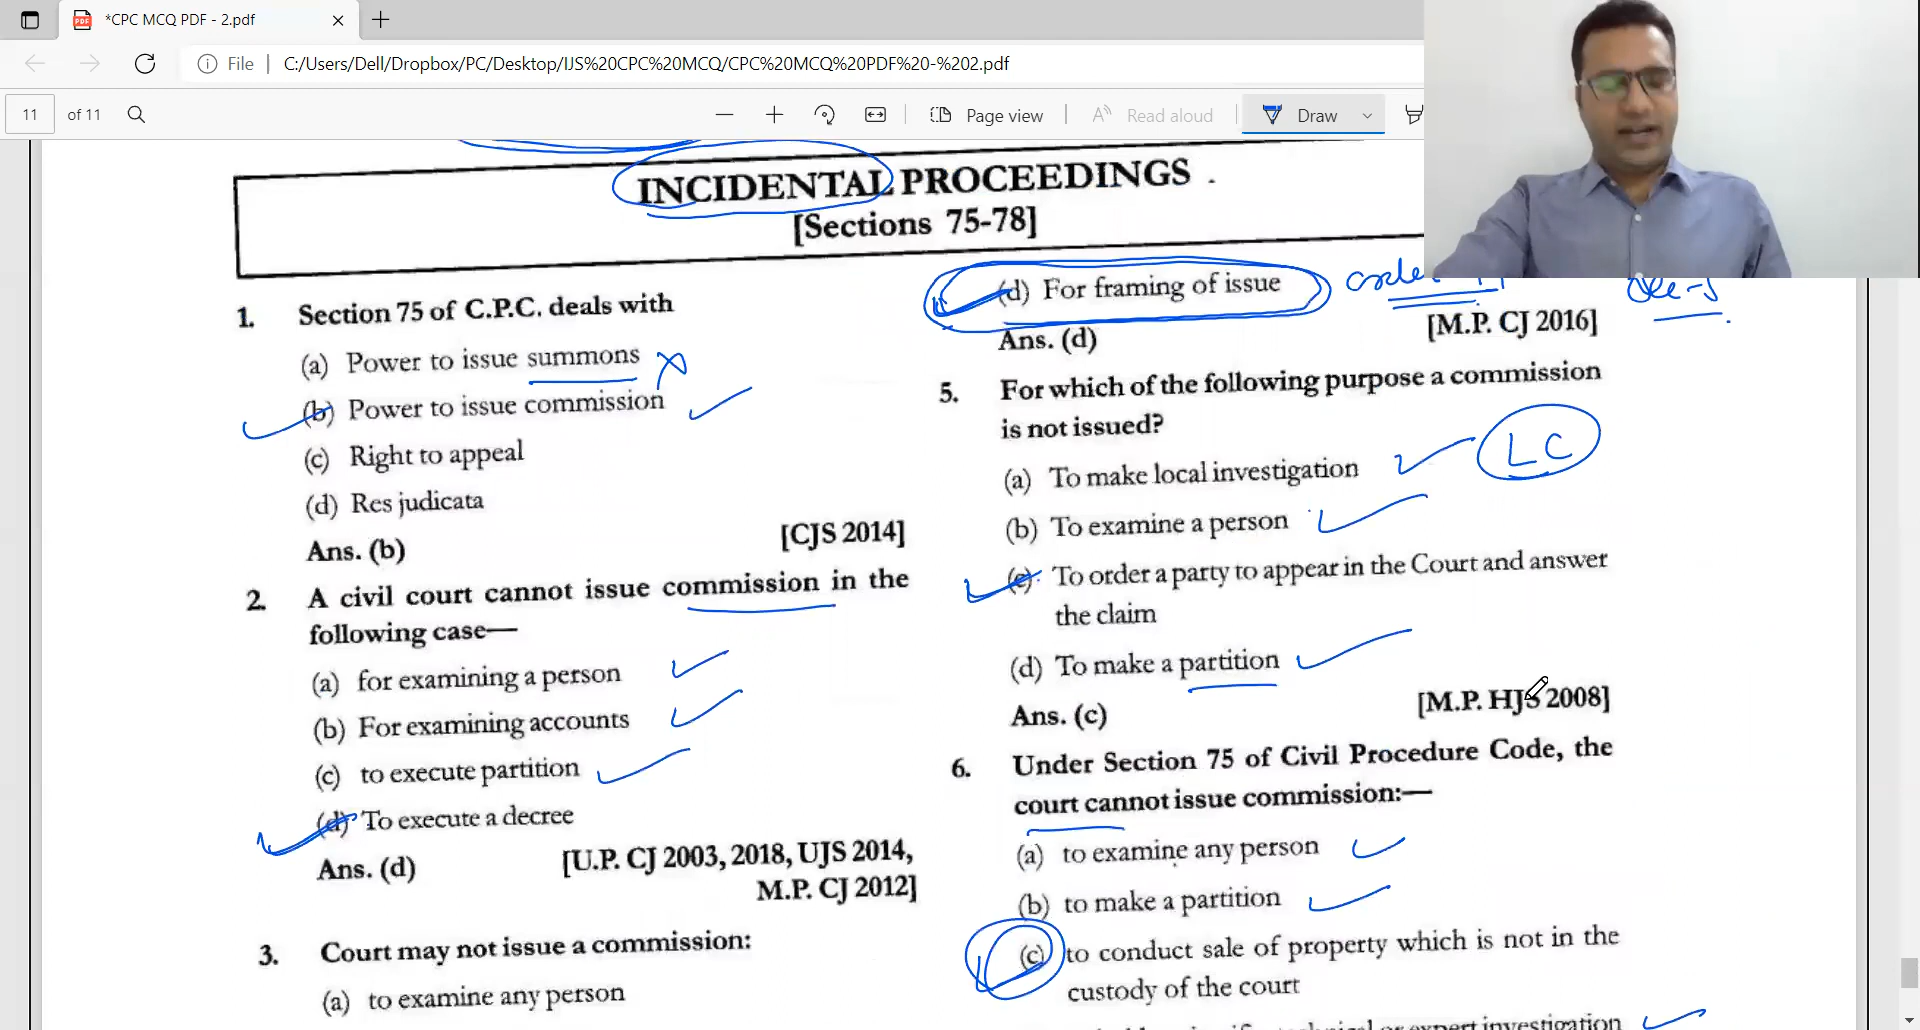 *CPC MCQ PDF - 2.pdf
File
C:/Users/Dell/Dropbox/PC/Desktop/IJS%20CPC%20MCQ/CPC%20MCQ%20PDF%20-%202.pdf
11 of 11
Page view
Read aloud
Draw
INCIDENTAL PROCEEDINGS
[Sections 75-78]
1. Section 75 of C.P.C. deals with
(a) Power to issue summons
(b) Power to issue commission
(c) Right to appeal
(d) Res judicata
Ans. (b) [CJS 2014]
2. A civil court cannot issue commission in the
following case—
(a) for examining a person
(b) For examining accounts
(c) to execute partition
(d) To execute a decree
Ans. (d) [U.P. CJ 2003, 2018, UJS 2014,
M.P. CJ 2012]
3. Court may not issue a commission:
(a) to examine any person
(d) For framing of issue
Ans. (d) [M.P. CJ 2016]
5. For which of the following purpose a commission
is not issued?
LC
(a) To make local investigation
(b) To examine a person
(c) To order a party to appear in the Court and answer
the claim
(d) To make a partition
Ans. (c) [M.P. HJS 2008]
6. Under Section 75 of Civil Procedure Code, the
court cannot issue commission:—
(a) to examine any person
(b) to make a partition
(c) to conduct sale of property which is not in the
custody of the court
or expert investigation